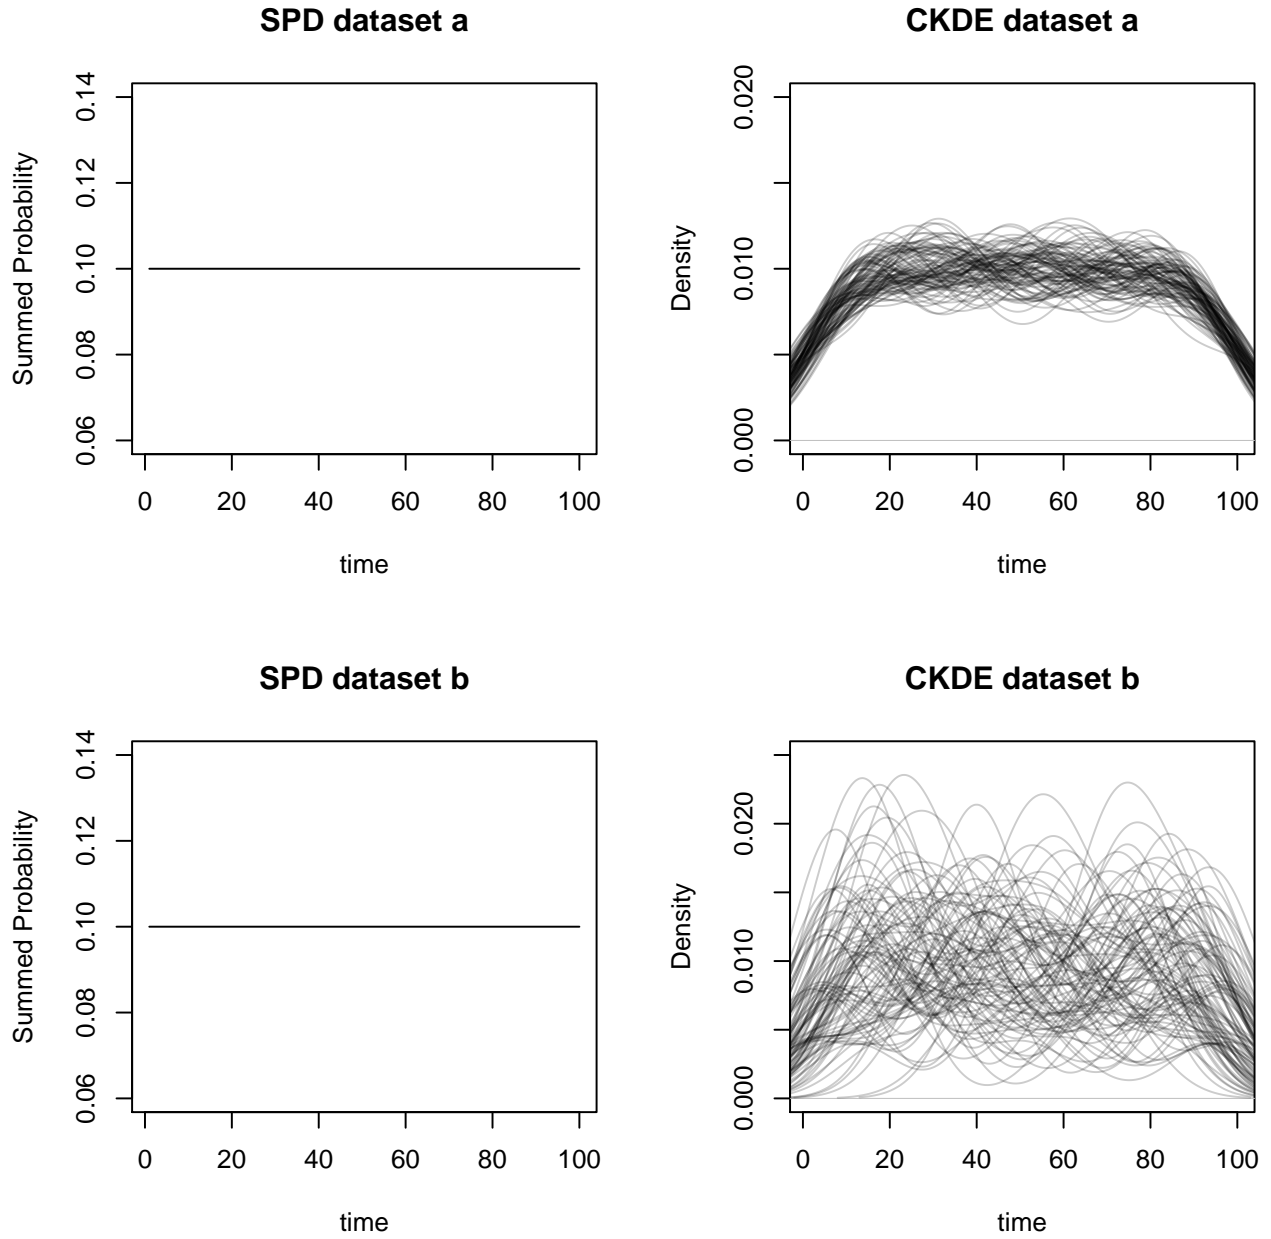 SPD dataset a
Summed Probability
0.14
0.12
0.10
0.08
0.06
0 20 40 60 80 100
time
CKDE dataset a
Density
0.020
0.010
0.000
0 20 40 60 80 100
time
SPD dataset b
Summed Probability
0.14
0.12
0.10
0.08
0.06
0 20 40 60 80 100
time
CKDE dataset b
Density
0.020
0.010
0.000
0 20 40 60 80 100
time